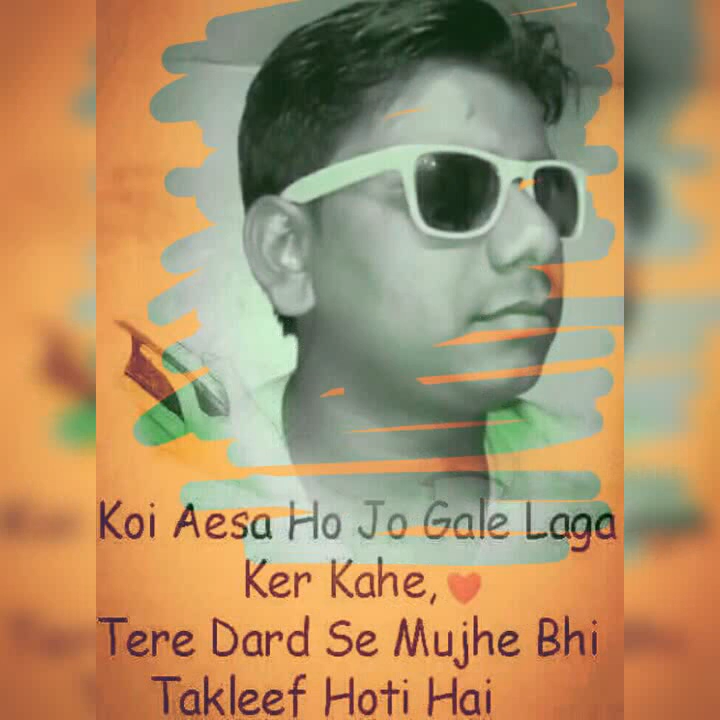 Koi Aesa Ho Jo Gale Laga
Ker Kahe,❤
Tere Dard Se Mujhe Bhi
Takleef Hoti Hai